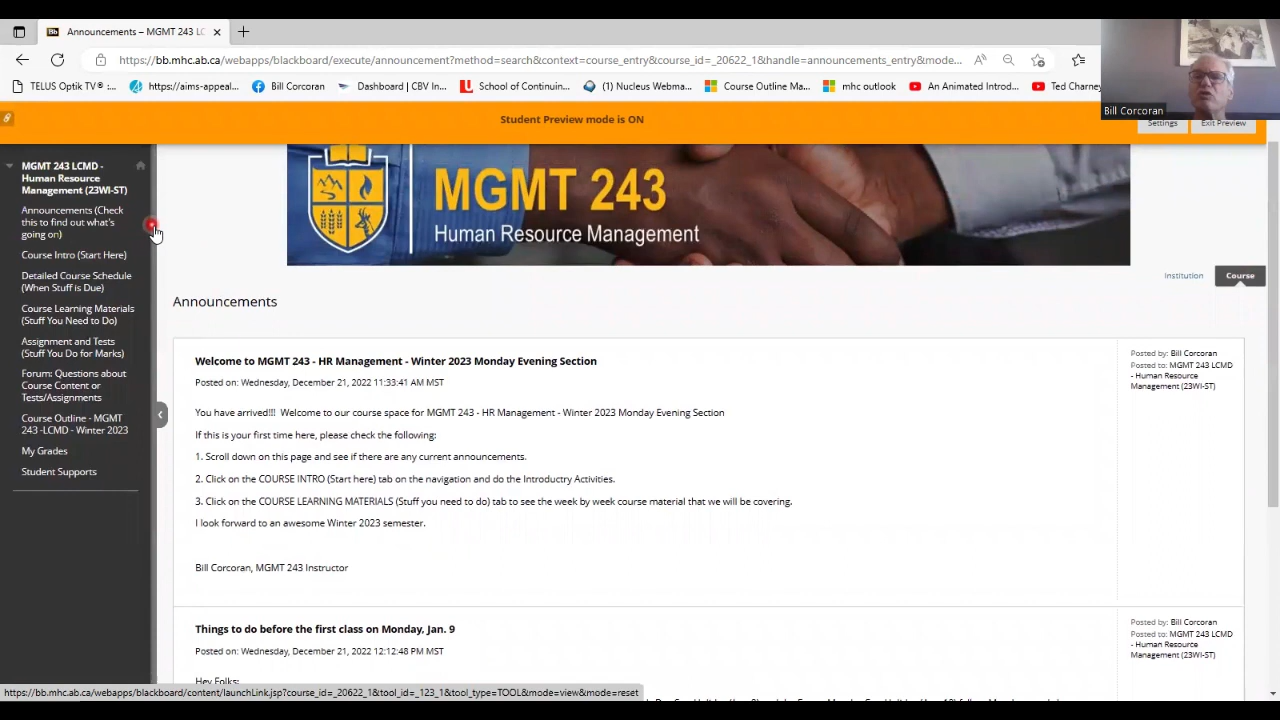 Announcements – MGMT 243 LC
https://bb.mhc.ab.ca/webapps/blackboard/execute/announcement?method=search&context=course_entry&course_id=_20622_1&handle=announcements_entry&mode...
TELUS Optik TV® :...
https://aims-appeal...
Bill Corcoran
Dashboard | CBV In...
School of Continuin...
(1) Nucleus Webma...
Course Outline Ma...
mhc outlook
An Animated Introd...
Ted Charney
Bill Corcoran
Student Preview mode is ON
Settings
Exit Preview
MGMT 243 LCMD -
Human Resource
Management (23WI-ST)
Announcements (Check
this to find out what's
going on)
Course Intro (Start Here)
Detailed Course Schedule
(When Stuff is Due)
Course Learning Materials
(Stuff You Need to Do)
Assignment and Tests
(Stuff You Do for Marks)
Forum: Questions about
Course Content or
Tests/Assignments
Course Outline - MGMT
243 -LCMD - Winter 2023
My Grades
Student Supports
MGMT 243
Human Resource Management
Institution
Course
Announcements
Welcome to MGMT 243 - HR Management - Winter 2023 Monday Evening Section
Posted on: Wednesday, December 21, 2022 11:33:41 AM MST
You have arrived!!! Welcome to our course space for MGMT 243 - HR Management - Winter 2023 Monday Evening Section
If this is your first time here, please check the following:
1. Scroll down on this page and see if there are any current announcements.
2. Click on the COURSE INTRO (Start here) tab on the navigation and do the Introductry Activities.
3. Click on the COURSE LEARNING MATERIALS (Stuff you need to do) tab to see the week by week course material that we will be covering.
I look forward to an awesome Winter 2023 semester.
Bill Corcoran, MGMT 243 Instructor
Posted by: Bill Corcoran
Posted to: MGMT 243 LCMD
- Human Resource
Management (23WI-ST)
Things to do before the first class on Monday, Jan. 9
Posted on: Wednesday, December 21, 2022 12:12:48 PM MST
Hey Folks:
Posted by: Bill Corcoran
Posted to: MGMT 243 LCMD
- Human Resource
Management (23WI-ST)
https://bb.mhc.ab.ca/webapps/blackboard/content/launchLink.jsp?course_id=_20622_1&tool_id=_123_1&tool_type=TOOL&mode=view&mode=reset